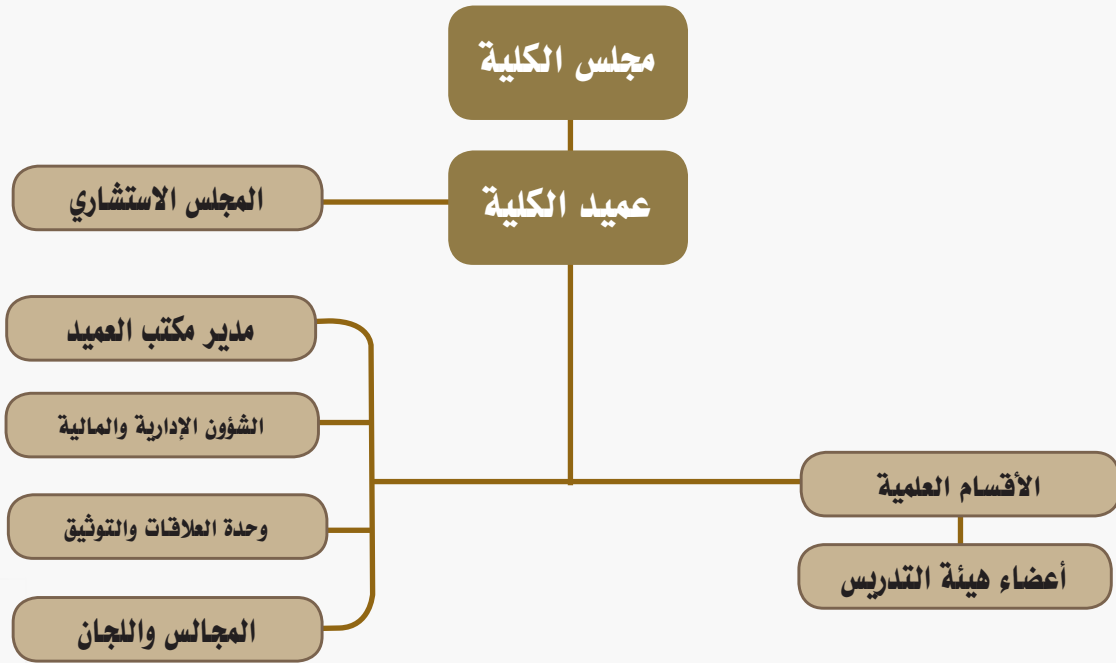 مجلس الكلية
عميد الكلية
المجلس الاستشاري
مدير مكتب العميد
الشؤون الإدارية والمالية
وحدة العلاقات والتوثيق
المجالس واللجان
الأقسام العلمية
أعضاء هيئة التدريس